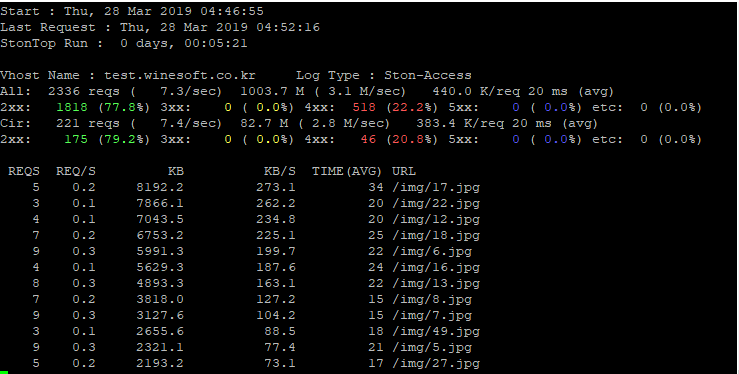 Start : Thu, 28 Mar 2019 04:46:55
Last Request : Thu, 28 Mar 2019 04:52:16
StonTop Run :  0 days, 00:05:21
Vhost Name : test.winesoft.co.kr      Log Type : Ston-Access
All:  2336 reqs (   7.3/sec)  1003.7 M ( 3.1 M/sec)   440.0 K/req 20 ms (avg)
2xx:   1818 (77.8%) 3xx:    0 ( 0.0%) 4xx:  518 (22.2%) 5xx:    0 ( 0.0%) etc:  0 (0.0%)
Cir:   221 reqs (   7.4/sec)  82.7 M ( 2.8 M/sec)    383.4 K/req 20 ms (avg)
2xx:    175 (79.2%) 3xx:    0 ( 0.0%) 4xx:   46 (20.8%) 5xx:    0 ( 0.0%) etc:  0 (0.0%)
REQS  REQ/S         KB          KB/S  TIME(AVG) URL
5    0.2     8192.2         273.1         34 /img/17.jpg
3    0.1     7866.1         262.2         20 /img/22.jpg
4    0.1     7043.5         234.8         20 /img/12.jpg
7    0.2     6753.2         225.1         25 /img/18.jpg
9    0.3     5991.3         199.7         22 /img/6.jpg
4    0.1     5629.3         187.6         24 /img/16.jpg
8    0.3     4893.3         163.1         22 /img/13.jpg
7    0.2     3818.0         127.2         15 /img/8.jpg
9    0.3     3127.6         104.2         15 /img/7.jpg
3    0.1     2655.6          88.5         18 /img/49.jpg
9    0.3     2321.1          77.4         21 /img/5.jpg
5    0.2     2193.2          73.1         17 /img/27.jpg